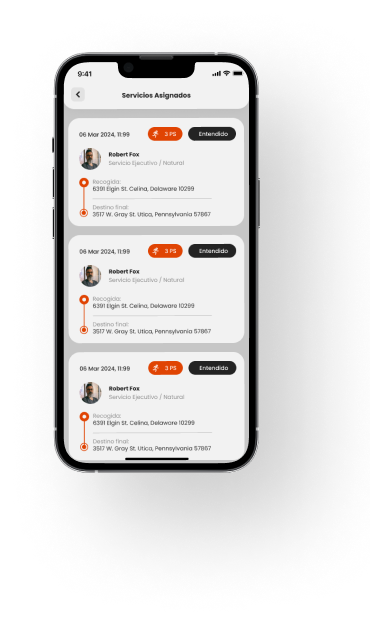 9:41
Servicios Asignados
06 Mar 2024, 11:99 3 PS Entendido
Robert Fox
Servicio Ejecutivo / Natural
Recogida:
6391 Elgin St. Celina, Delaware 10299
Destino final:
3517 W. Gray St. Utica, Pennsylvania 57867
06 Mar 2024, 11:99 3 PS Entendido
Robert Fox
Servicio Ejecutivo / Natural
Recogida:
6391 Elgin St. Celina, Delaware 10299
Destino final:
3517 W. Gray St. Utica, Pennsylvania 57867
06 Mar 2024, 11:99 3 PS Entendido
Robert Fox
Servicio Ejecutivo / Natural
Recogida:
6391 Elgin St. Celina, Delaware 10299
Destino final:
3517 W. Gray St. Utica, Pennsylvania 57867